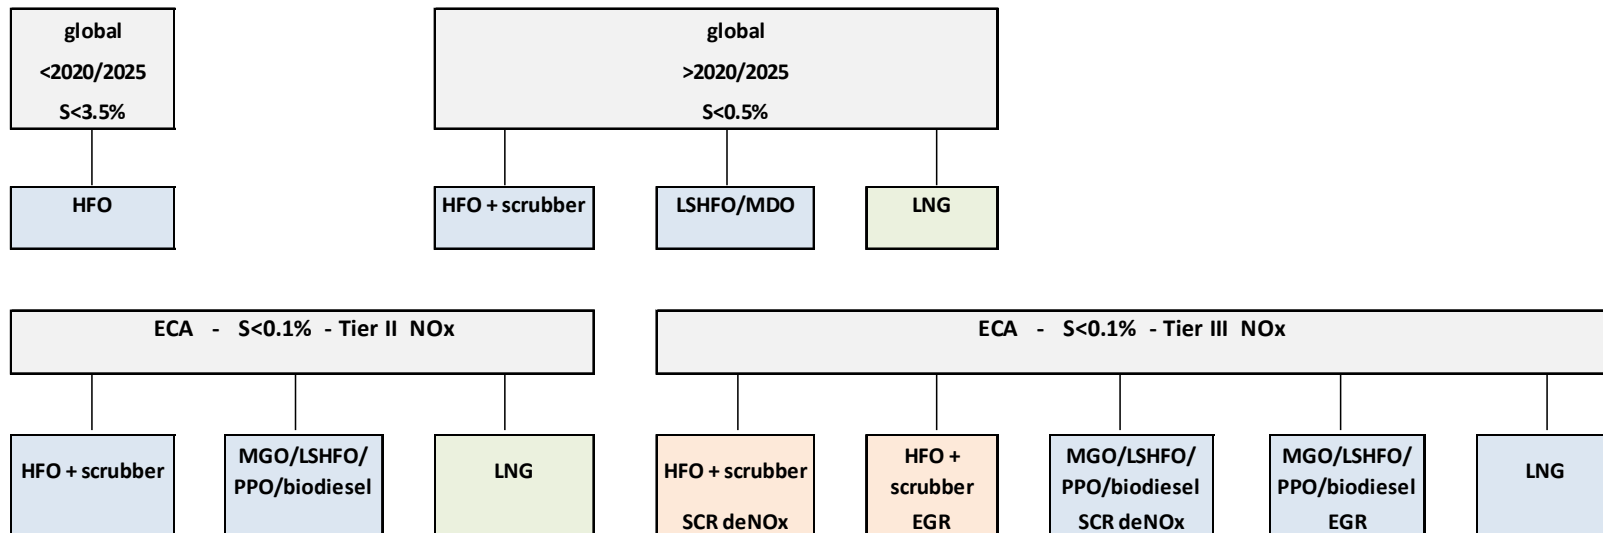 global
<2020/2025
S<3.5%
global
>2020/2025
S<0.5%
HFO
HFO + scrubber
LSHFO/MDO
LNG
ECA - S<0.1% - Tier II NOx
ECA - S<0.1% - Tier III NOx
HFO + scrubber
MGO/LSHFO/
PPO/biodiesel
LNG
HFO + scrubber
SCR deNOx
HFO +
scrubber
EGR
MGO/LSHFO/
PPO/biodiesel
SCR deNOx
MGO/LSHFO/
PPO/biodiesel
EGR
LNG